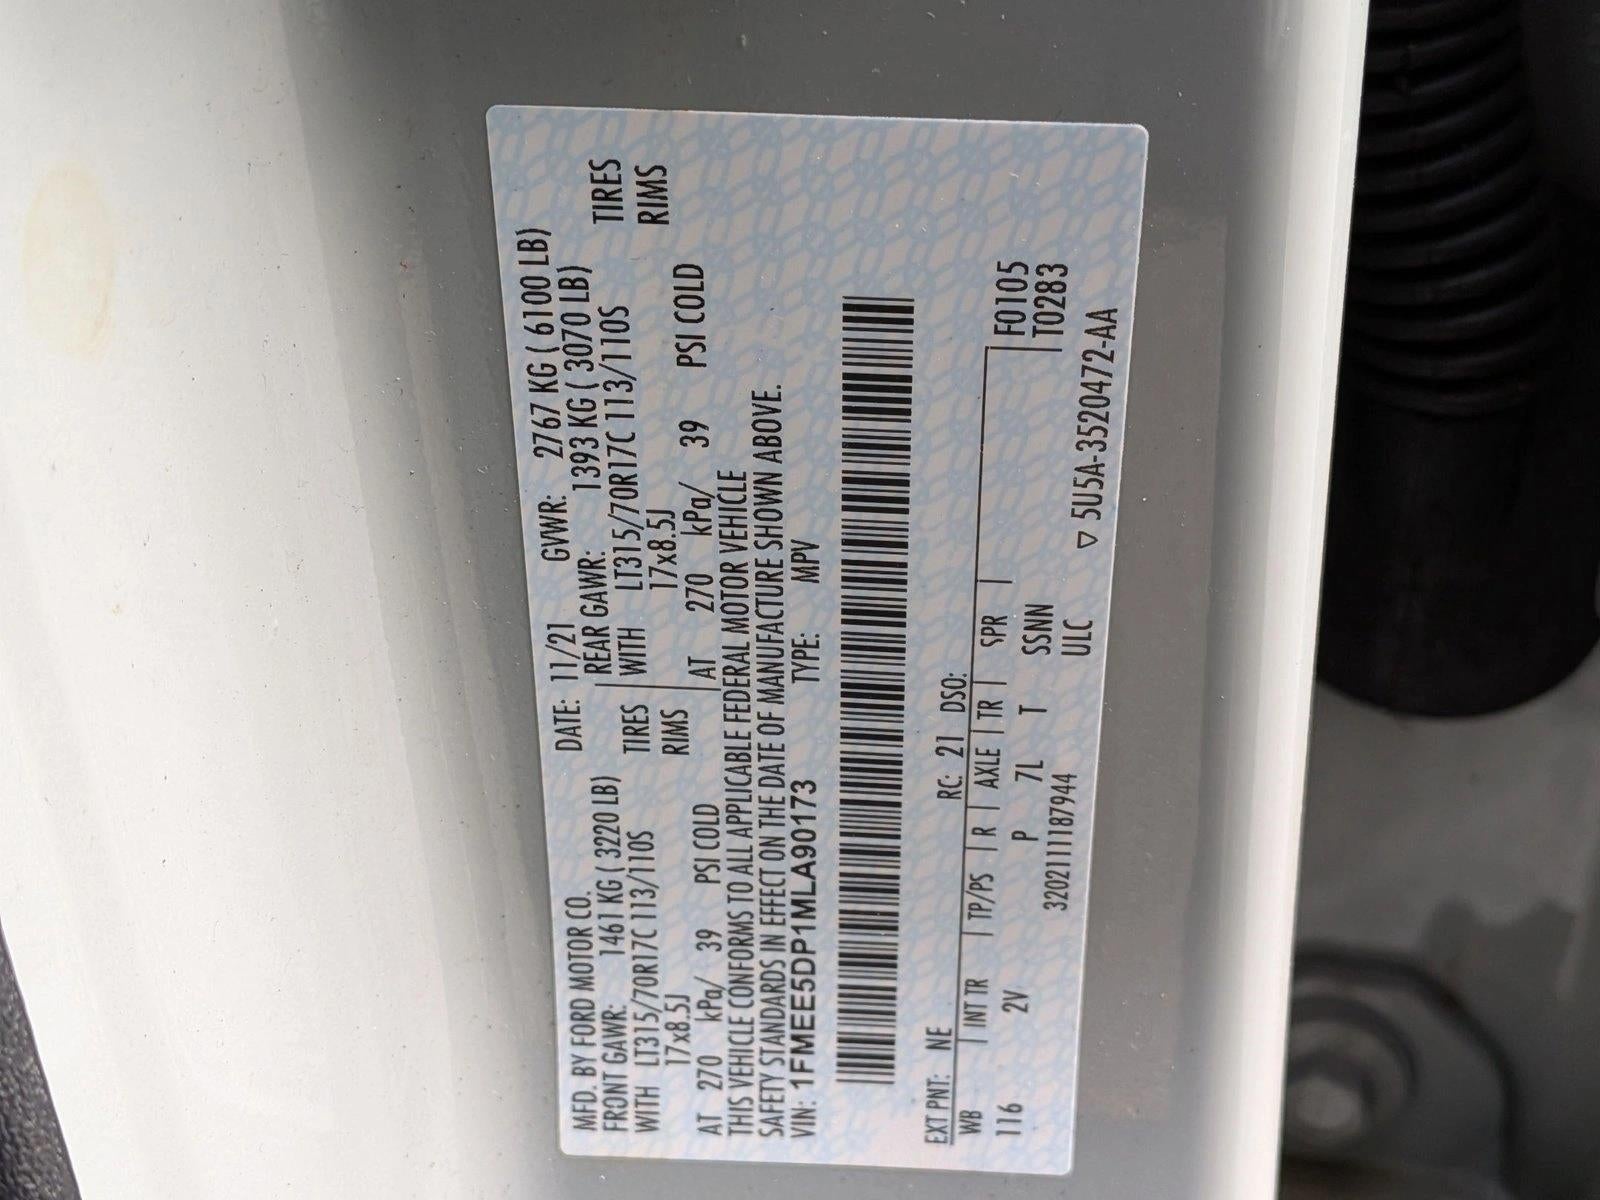 MFD. BY FORD MOTOR CO.
DATE: 11/21 GVWR: 2767 KG ( 6100 LB)
FRONT GAWR: 1461 KG ( 3220 LB) REAR GAWR: 1393 KG ( 3070 LB)
WITH LT315/70R17C 113/110S TIRES WITH LT315/70R17C 113/110S TIRES
17x8.5J RIMS 17x8.5J RIMS
AT 270 kPa/ 39 PSI COLD AT 270 kPa/ 39 PSI COLD
THIS VEHICLE CONFORMS TO ALL APPLICABLE FEDERAL MOTOR VEHICLE
SAFETY STANDARDS IN EFFECT ON THE DATE OF MANUFACTURE SHOWN ABOVE.
VIN: 1FMEE5DP1MLA90173 TYPE: MPV
EXT PNT: NE RC: 21 DSO:
WB | INT TR | TP/PS | R | AXLE | TR | SPR | F0105
116 2V P 7L T SSNN T0283
3202111187944 ULC ▽ 5U5A-3520472-AA